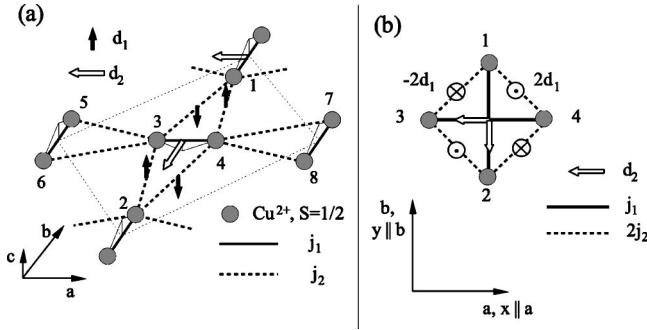 (a)
d1
d2
1
5
3
7
6
4
8
2
Cu2+, S=1/2
j1
j2
b
c
a
(b)
1
-2d1
2d1
3
4
2
d2
j1
2j2
b,
y || b
a, x || a